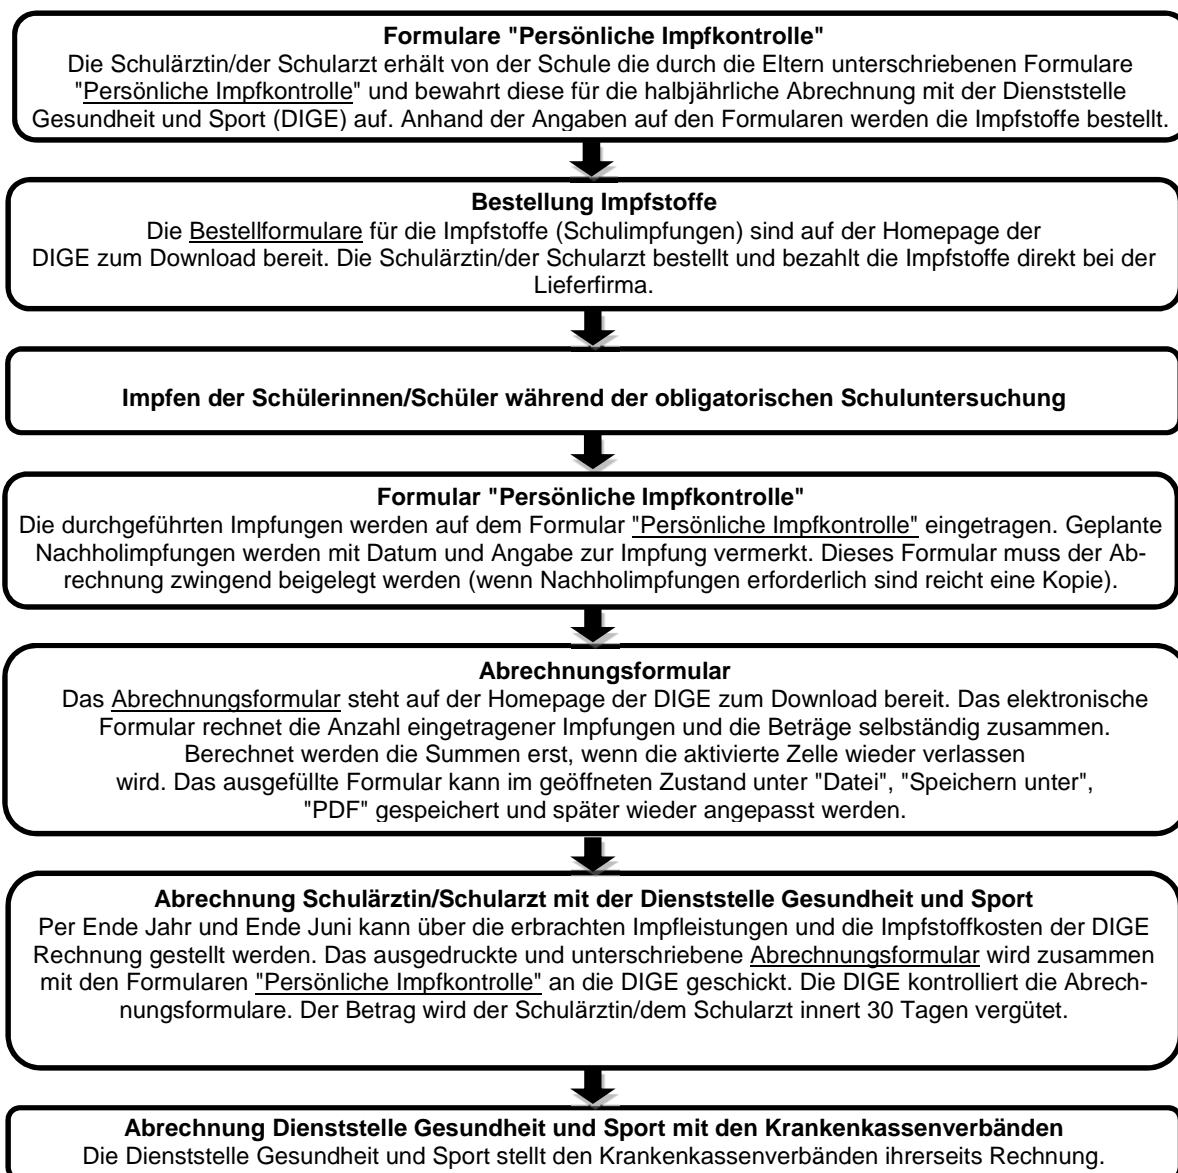 Formulare "Persönliche Impfkontrolle"
Die Schulärztin/der Schularzt erhält von der Schule die durch die Eltern unterschriebenen Formulare
"Persönliche Impfkontrolle" und bewahrt diese für die halbjährliche Abrechnung mit der Dienststelle
Gesundheit und Sport (DIGE) auf. Anhand der Angaben auf den Formularen werden die Impfstoffe bestellt.
Bestellung Impfstoffe
Die Bestellformulare für die Impfstoffe (Schulimpfungen) sind auf der Homepage der
DIGE zum Download bereit. Die Schulärztin/der Schularzt bestellt und bezahlt die Impfstoffe direkt bei der
Lieferfirma.
Impfen der Schülerinnen/Schüler während der obligatorischen Schuluntersuchung
Formular "Persönliche Impfkontrolle"
Die durchgeführten Impfungen werden auf dem Formular "Persönliche Impfkontrolle" eingetragen. Geplante
Nachholimpfungen werden mit Datum und Angabe zur Impfung vermerkt. Dieses Formular muss der Ab-
rechnung zwingend beigelegt werden (wenn Nachholimpfungen erforderlich sind reicht eine Kopie).
Abrechnungsformular
Das Abrechnungsformular steht auf der Homepage der DIGE zum Download bereit. Das elektronische
Formular rechnet die Anzahl eingetragener Impfungen und die Beträge selbständig zusammen.
Berechnet werden die Summen erst, wenn die aktivierte Zelle wieder verlassen
wird. Das ausgefüllte Formular kann im geöffneten Zustand unter "Datei", "Speichern unter",
"PDF" gespeichert und später wieder angepasst werden.
Abrechnung Schulärztin/Schularzt mit der Dienststelle Gesundheit und Sport
Per Ende Jahr und Ende Juni kann über die erbrachten Impfleistungen und die Impfstoffkosten der DIGE
Rechnung gestellt werden. Das ausgedruckte und unterschriebene Abrechnungsformular wird zusammen
mit den Formularen "Persönliche Impfkontrolle" an die DIGE geschickt. Die DIGE kontrolliert die Abrech-
nungsformulare. Der Betrag wird der Schulärztin/dem Schularzt innert 30 Tagen vergütet.
Abrechnung Dienststelle Gesundheit und Sport mit den Krankenkassenverbänden
Die Dienststelle Gesundheit und Sport stellt den Krankenkassenverbänden ihrerseits Rechnung.